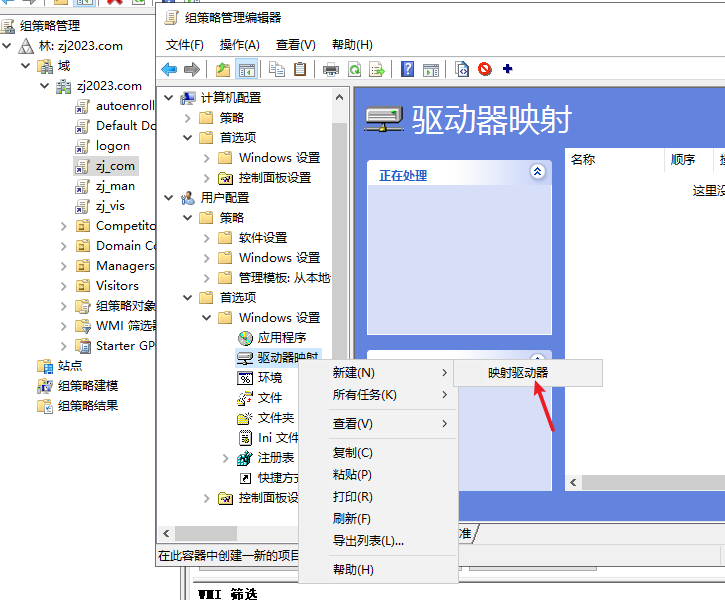 组策略管理
林: zj2023.com
域
zj2023.com
autoenroll
Default Do
logon
zj_com
zj_man
zj_vis
Competito
Domain Co
Managers
Visitors
组策略对象
WMI 筛选器
Starter GP
站点
组策略建模
组策略结果
组策略管理编辑器
文件(F) 操作(A) 查看(V) 帮助(H)
计算机配置
策略
首选项
Windows 设置
控制面板设置
用户配置
策略
软件设置
Windows 设置
管理模板: 从本地
首选项
Windows 设置
应用程序
驱动器映射
环境
文件
文件夹
Ini 文件
注册表
快捷方式
控制面板设
驱动器映射
正在处理
名称 顺序
这里没
新建(N)
所有任务(K)
查看(V)
复制(C)
粘贴(P)
打印(R)
刷新(F)
导出列表(L)...
帮助(H)
映射驱动器
准
在此容器中创建一新的项目
WMI 筛选